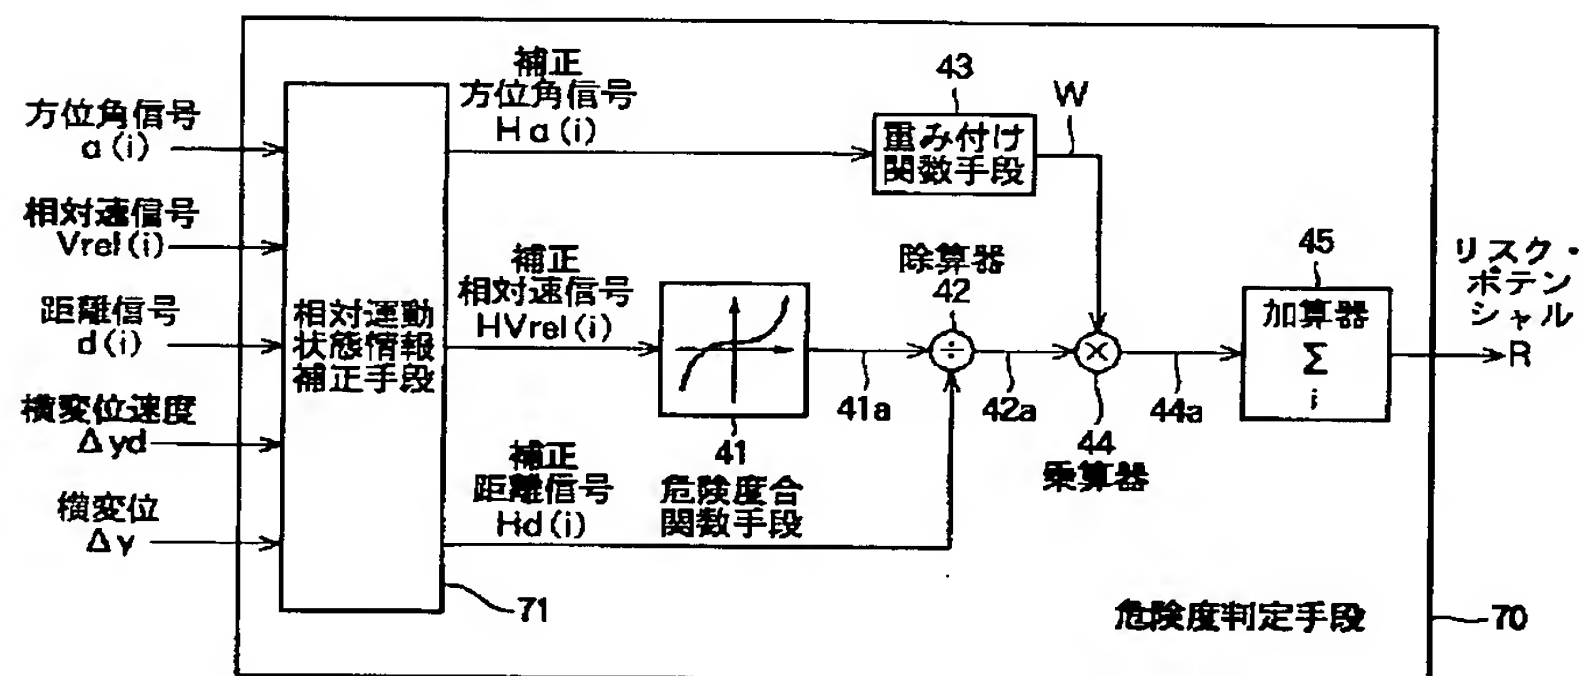 方位角信号
a(i)
相対速信号
Vrel(i)
距離信号
d(i)
横変位速度
Δyd
横変位
Δy
相対運動
状態情報
補正手段
71
補正
方位角信号
Ha(i)
補正
相対速信号
HVrel(i)
補正
距離信号
Hd(i)
41
危険度合
関数手段
41a
除算器
42
÷
42a
43
重み付け
関数手段
W
×
44
乗算器
44a
45
加算器
Σ
i
リスク・
ポテン
シャル
R
危険度判定手段
70